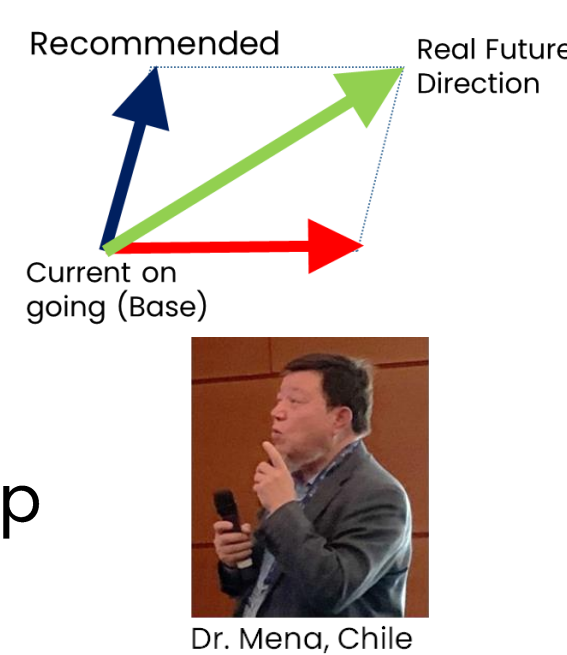 Recommended
Real Future
Direction
Current on
going (Base)
p
Dr. Mena, Chile